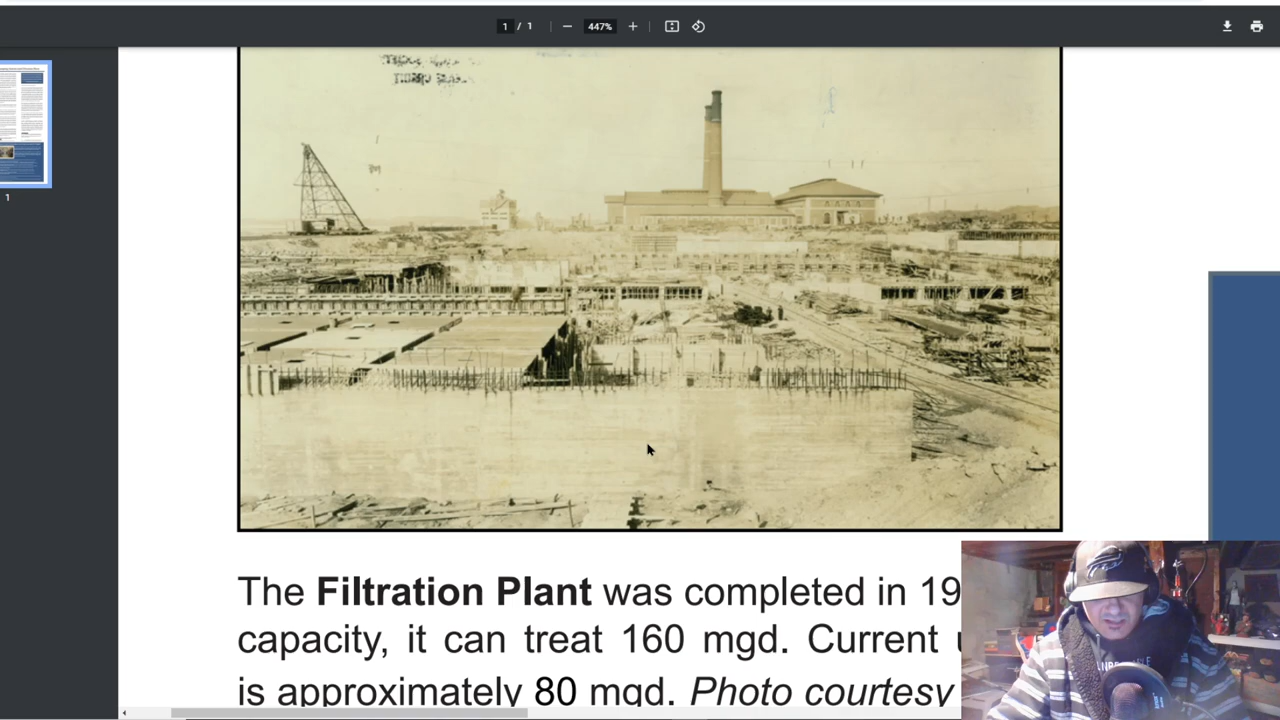 1 / 1
447%
1
The Filtration Plant was completed in 19
capacity, it can treat 160 mgd. Current
is approximately 80 mgd. Photo courtesy